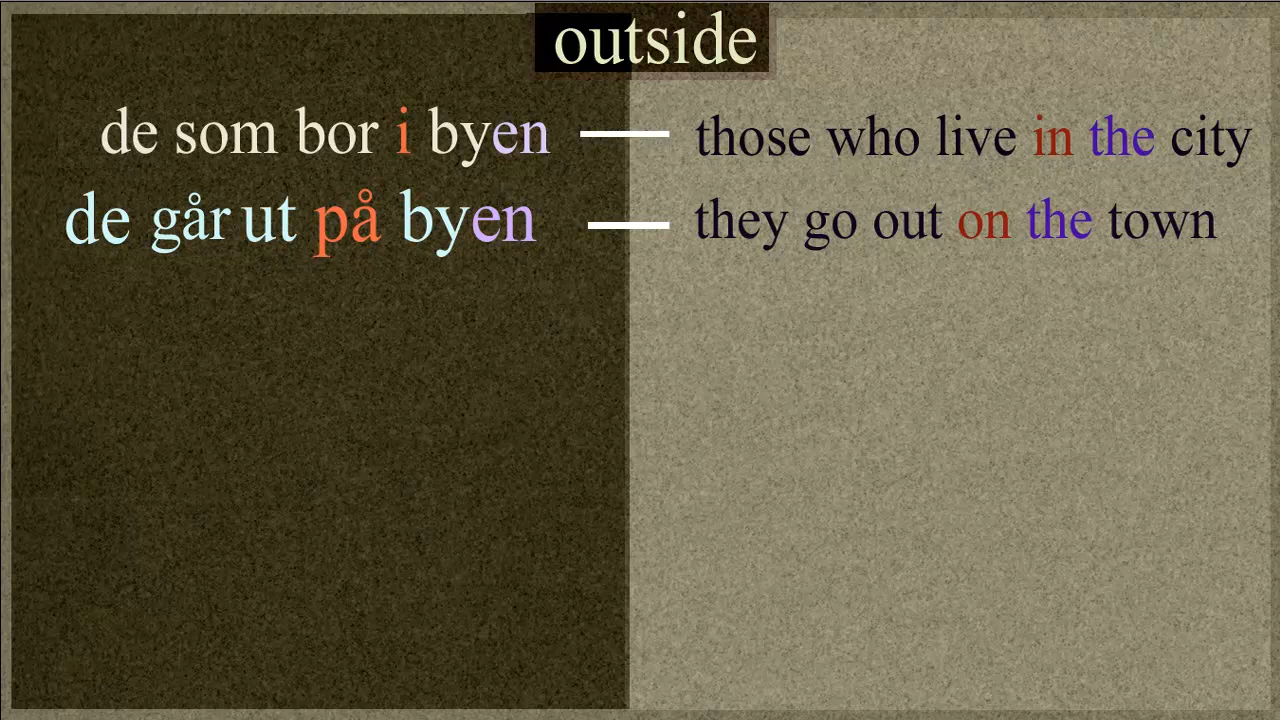 outside
de som bor i byen — those who live in the city
de går ut på byen — they go out on the town